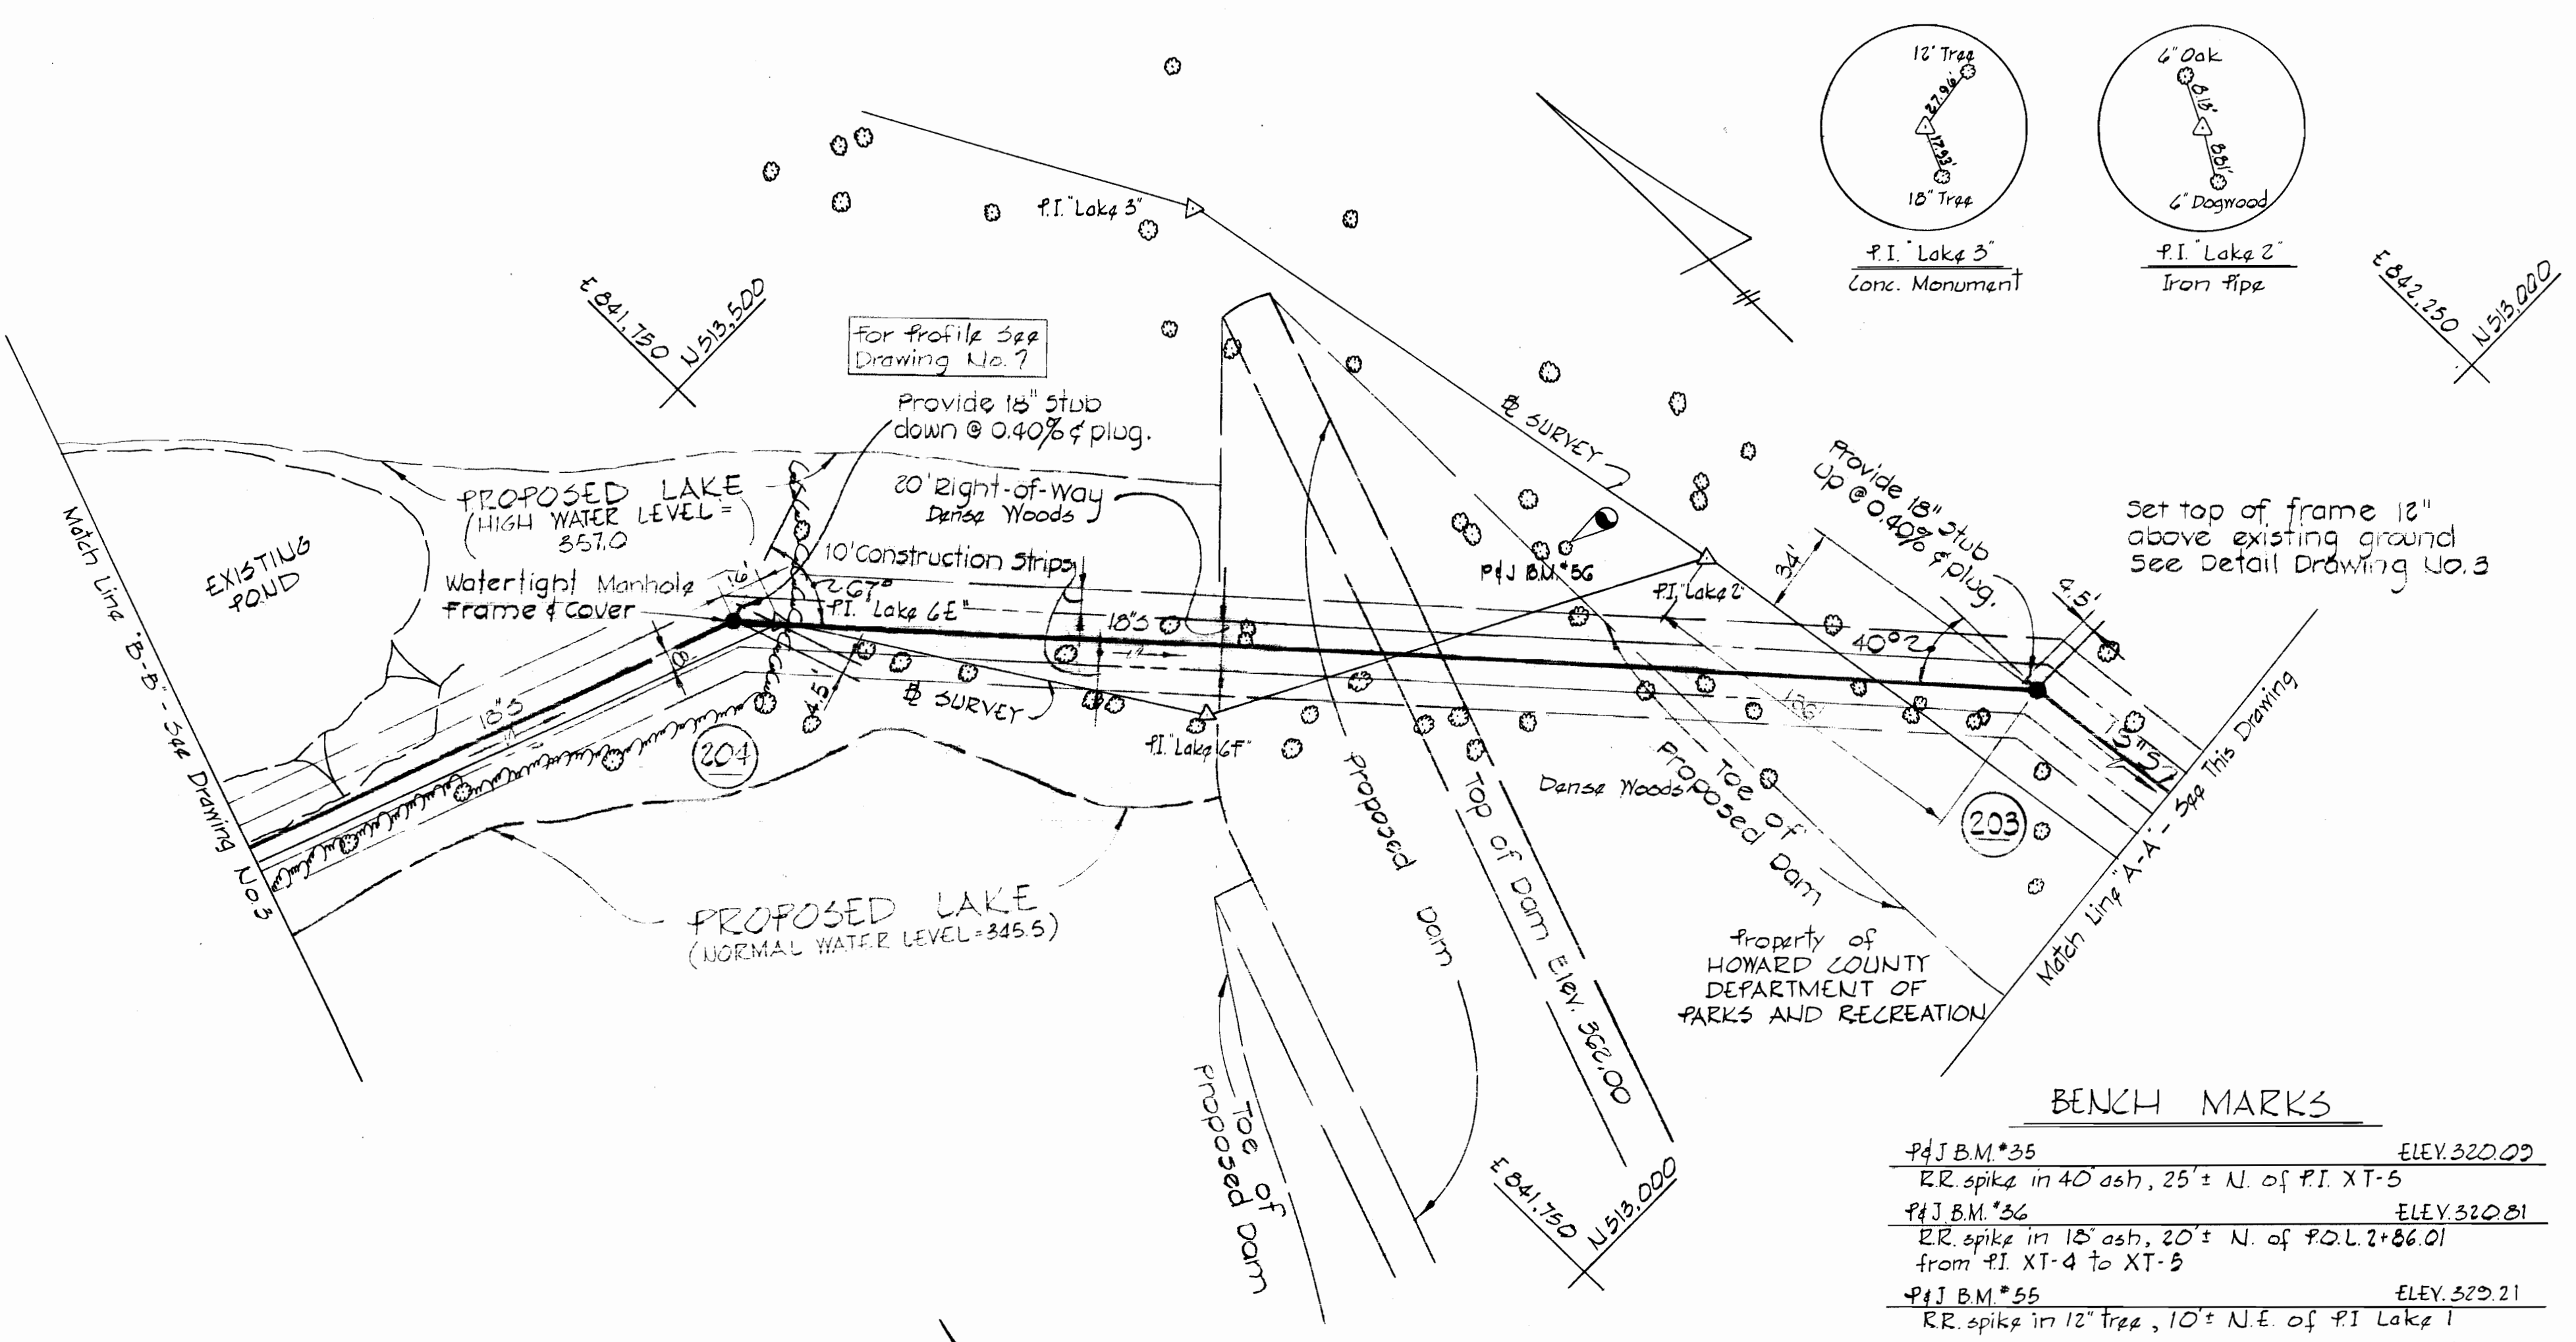 12" Tree
27.96'
17.93'
18" Tree
P.I. "Lake 3"
Conc. Monument
6" Oak
8.13'
8.81'
6" Dogwood
P.I. "Lake 2"
Iron Pipe
E 842,250
N 513,000
P.I. "Lake 3"
E 841,750
N 513,500
For Profile See
Drawing No. 7
Provide 18" Stub
down @ 0.40% & plug.
PROPOSED LAKE
(HIGH WATER LEVEL =
357.0
20' Right-of-Way
Dense Woods
10' Construction Strips
EXISTING
POND
Watertight Manhole
Frame & Cover
16'
267°
P.I. "Lake 6E"
18"S
8'
4.5'
℄ SURVEY
18"S
204
P.I. "Lake 6F"
Match Line "B-B" - See Drawing No. 3
℄ SURVEY
P&J B.M. #56
P.I. "Lake 2"
34'
Provide 18" Stub
Up @ 0.40% & plug.
Set top of frame 12"
above existing ground
See Detail Drawing No. 3
4.5'
40°
196'
18"S
203
Dense Woods
Toe of
Proposed Dam
Proposed Dam
Top of Dam Elev. 362.00
Match Line "A-A" - See This Drawing
PROPOSED LAKE
(NORMAL WATER LEVEL = 345.5)
Property of
HOWARD COUNTY
DEPARTMENT OF
PARKS AND RECREATION
Toe of
Proposed Dam
E 841,750
N 513,000
BENCH MARKS
P&J B.M. #35 ELEV. 320.09
R.R. spike in 40" ash, 25'± N. of P.I. XT-5
P&J B.M. #36 ELEV. 320.81
R.R. spike in 18" ash, 20'± N. of P.O.L. 2+86.01
from P.I. XT-4 to XT-5
P&J B.M. #55 ELEV. 329.21
R.R. spike in 12" tree, 10'± N.E. of P.I Lake 1